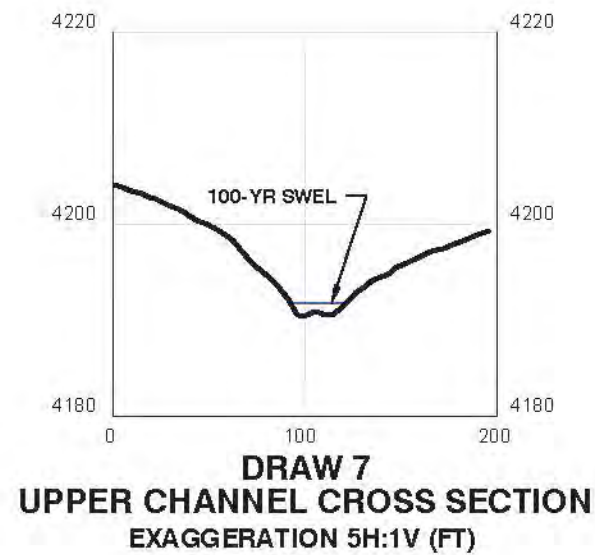 4220 4220
100-YR SWEL
4200 4200
4180 4180
0 100 200
DRAW 7
UPPER CHANNEL CROSS SECTION
EXAGGERATION 5H:1V (FT)